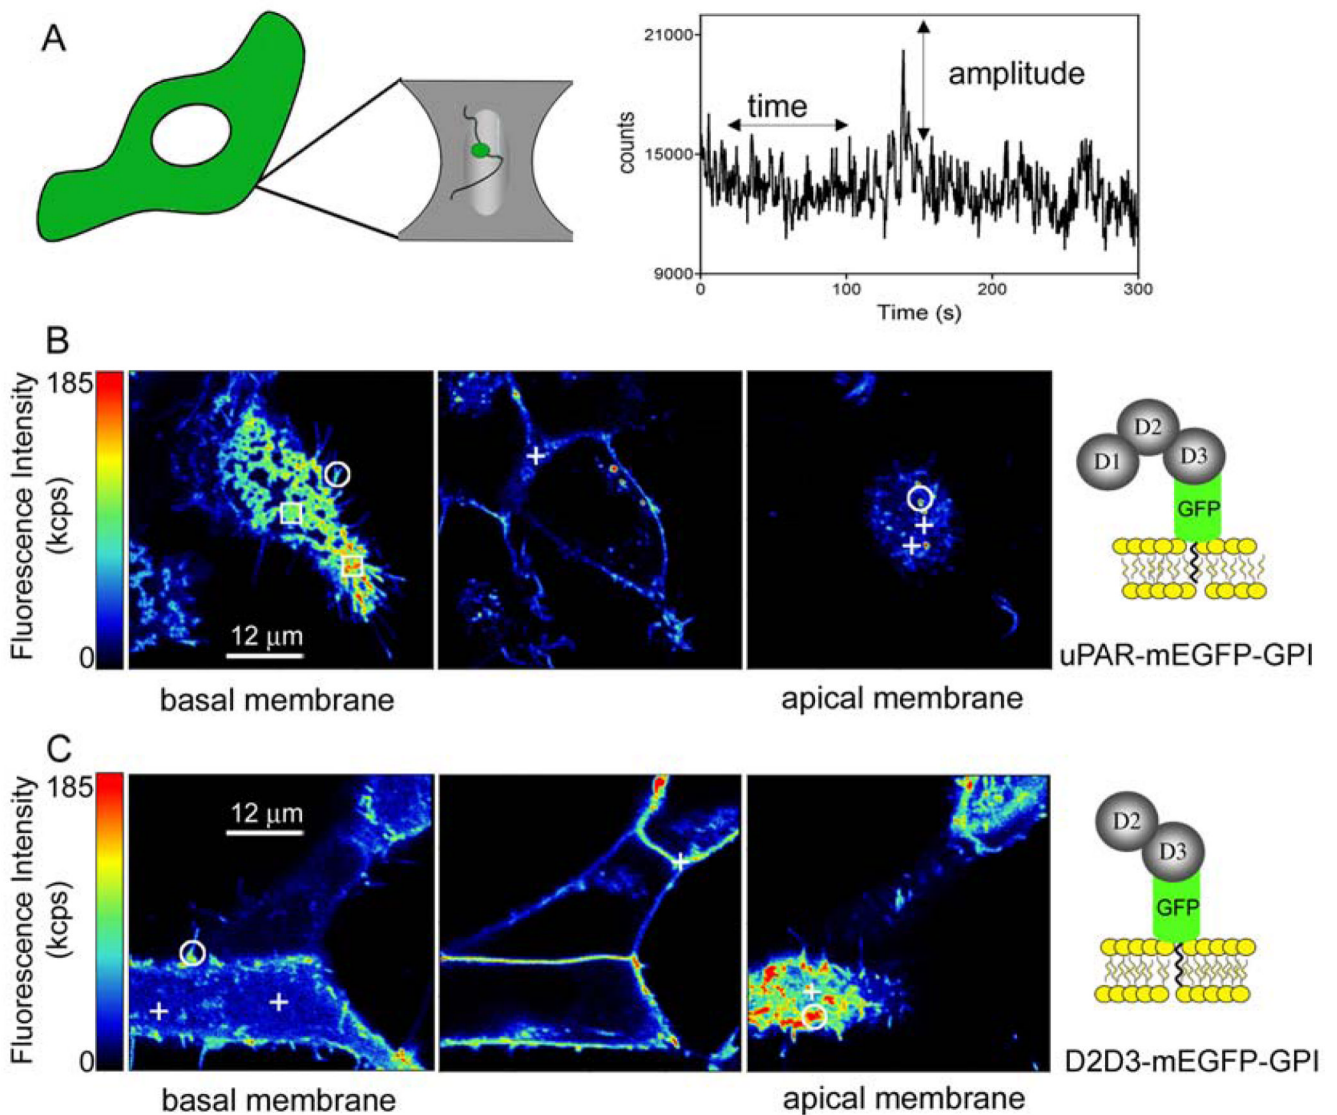 A
21000
15000
9000
counts
time
amplitude
0 100 200 300
Time (s)
B
Fluorescence Intensity
(kcps)
185
0
12 µm
basal membrane
apical membrane
D1
D2
D3
GFP
uPAR-mEGFP-GPI
C
Fluorescence Intensity
(kcps)
185
0
12 µm
basal membrane
apical membrane
D2
D3
GFP
D2D3-mEGFP-GPI